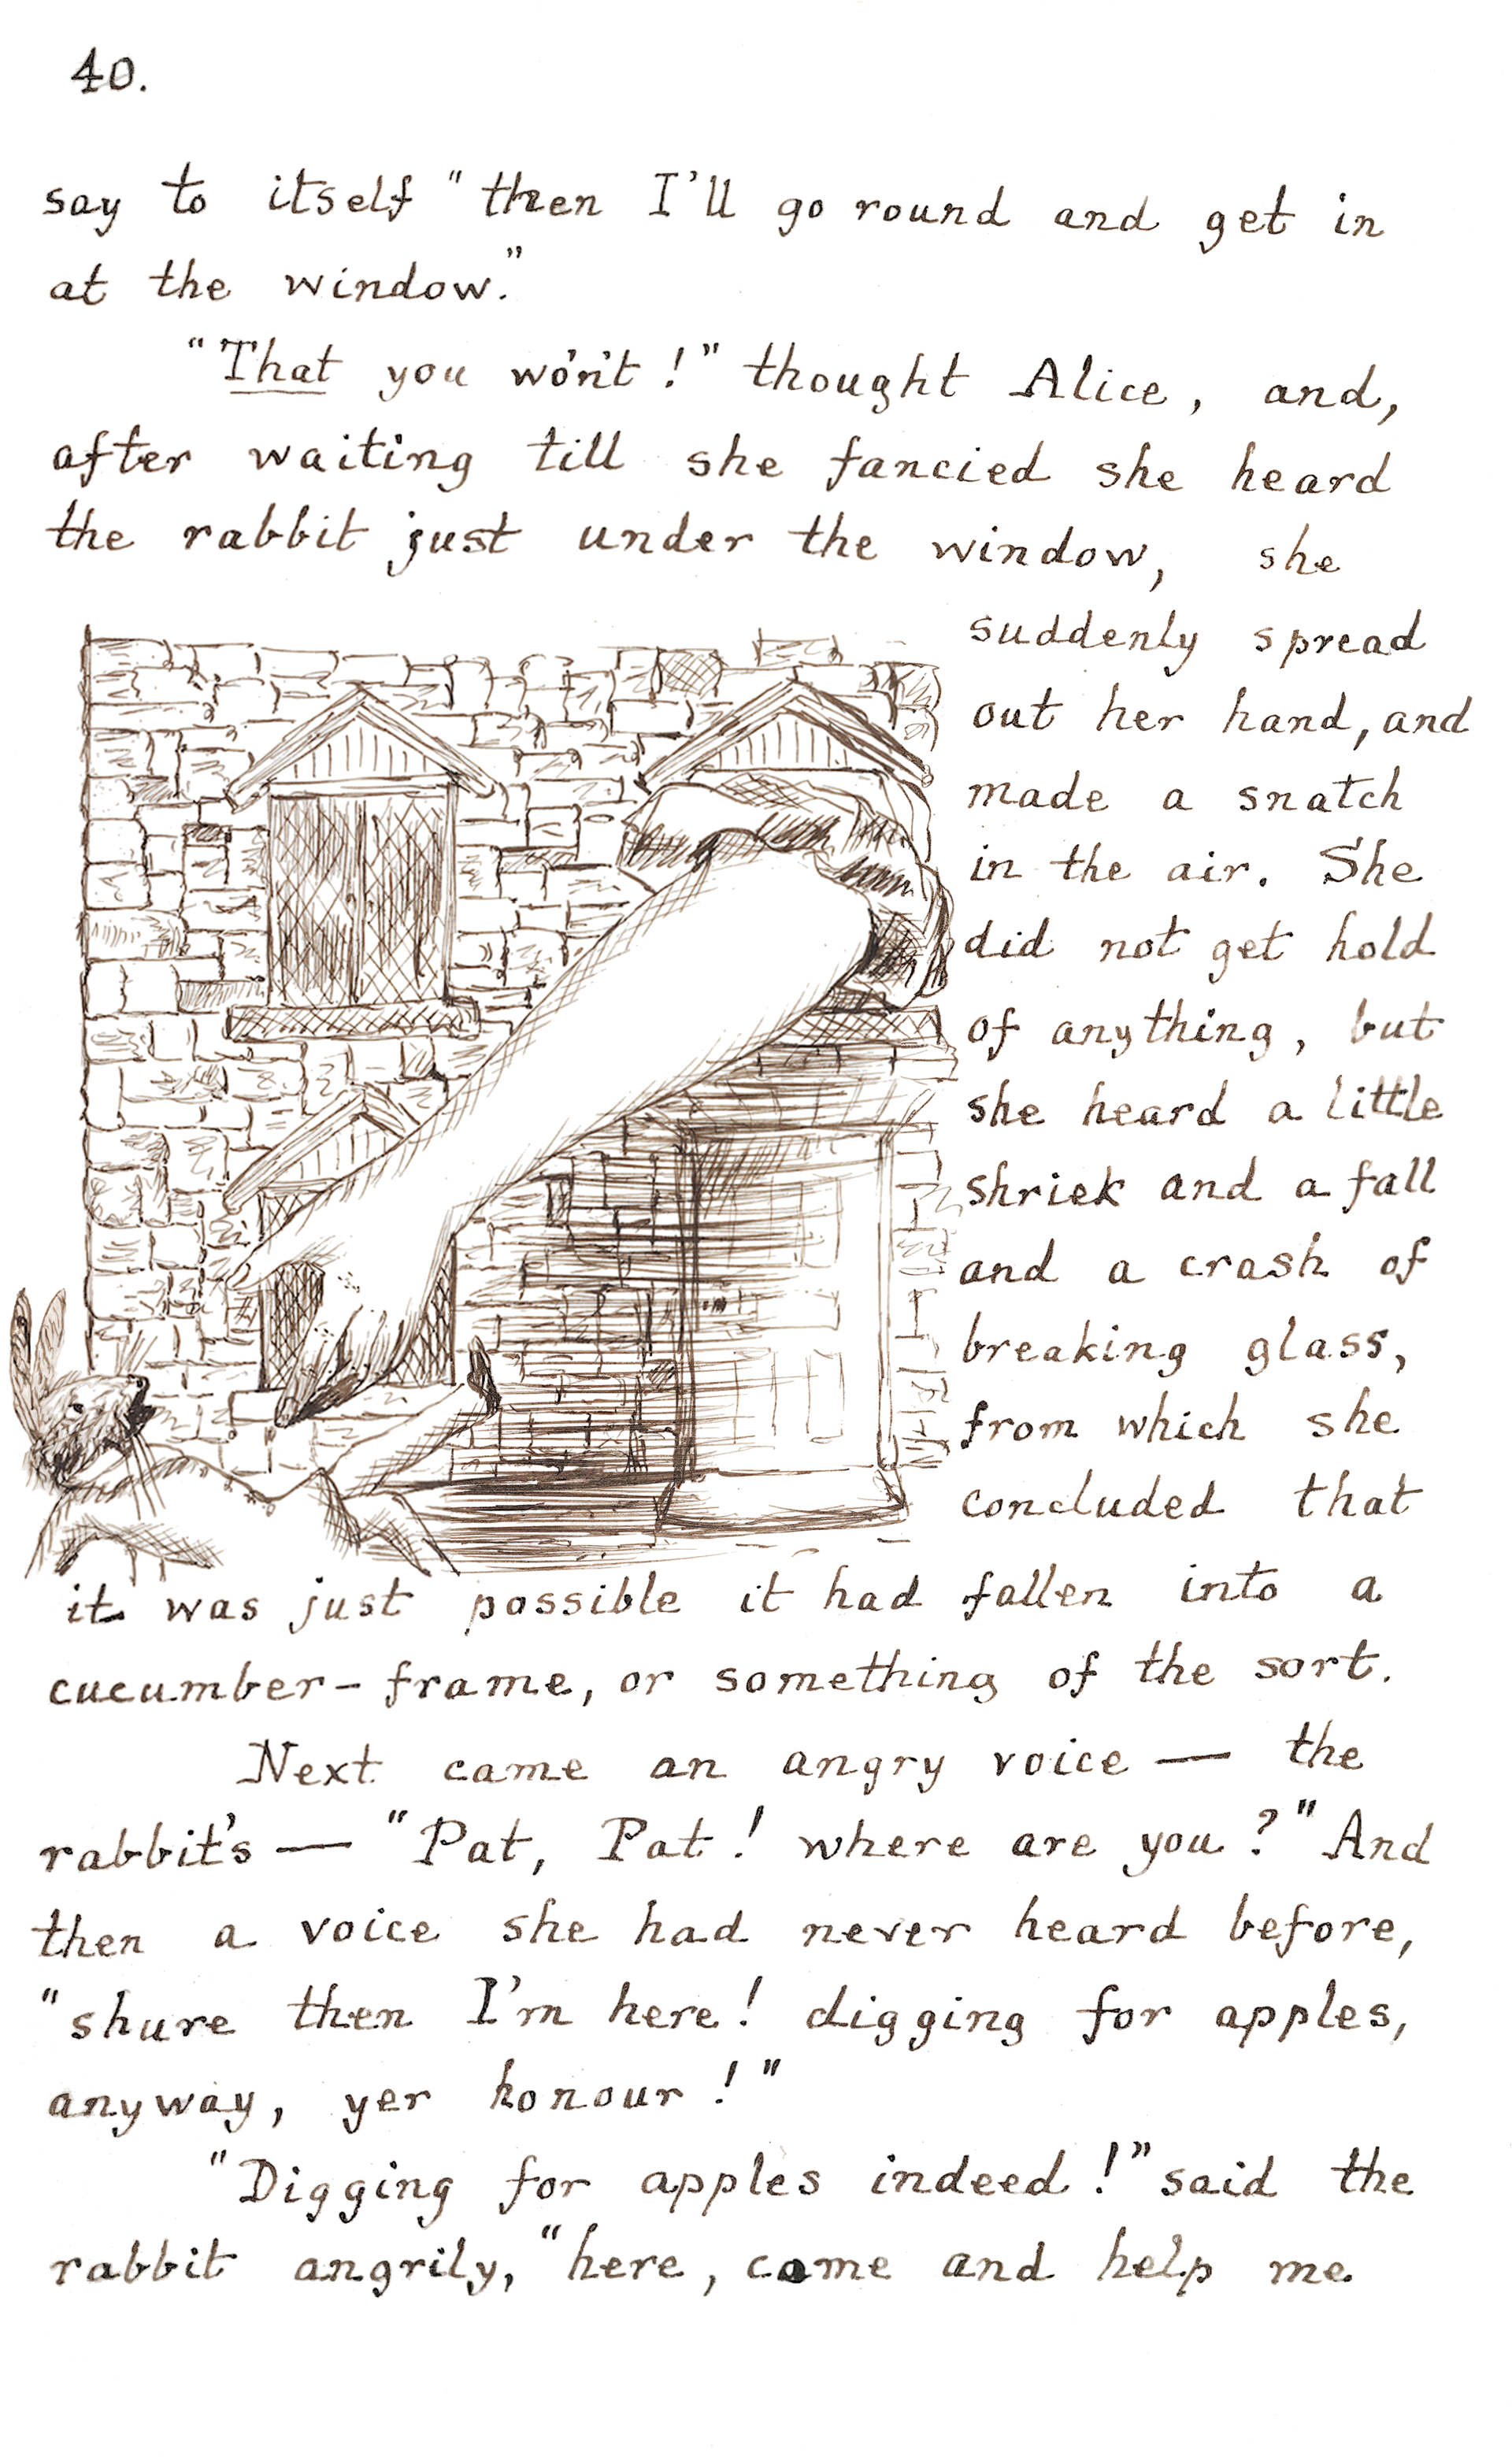 40.
say to itself "then I'll go round and get in
at the window."
"That you wo'n't!" thought Alice, and,
after waiting till she fancied she heard
the rabbit just under the window, she
suddenly spread
out her hand, and
made a snatch
in the air. She
did not get hold
of anything, but
she heard a little
shriek and a fall
and a crash of
breaking glass,
from which she
concluded that
it was just possible it had fallen into a
cucumber-frame, or something of the sort.
Next came an angry voice — the
rabbit's — "Pat, Pat! where are you?" And
then a voice she had never heard before,
"shure then I'm here! digging for apples,
anyway, yer honour!"
"Digging for apples indeed!" said the
rabbit angrily, "here, come and help me